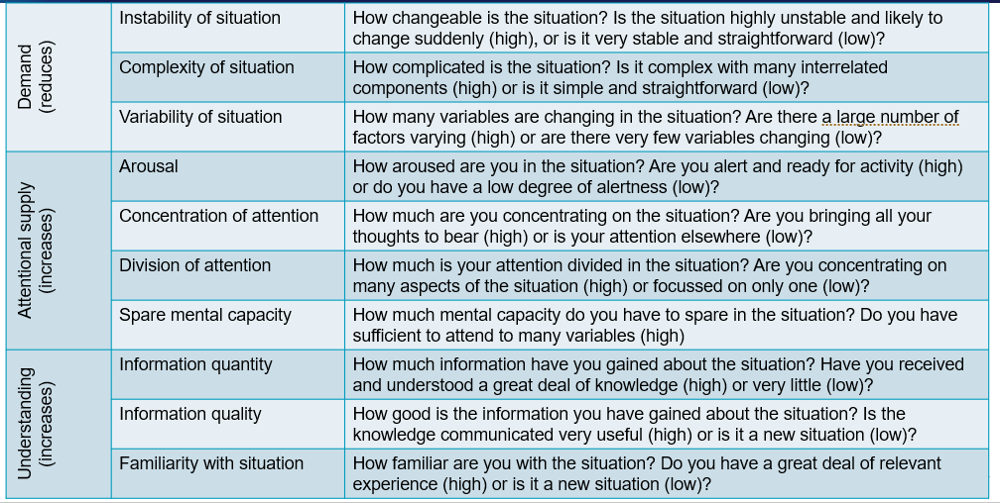 Demand
(reduces)
Instability of situation
How changeable is the situation? Is the situation highly unstable and likely to
change suddenly (high), or is it very stable and straightforward (low)?
Complexity of situation
How complicated is the situation? Is it complex with many interrelated
components (high) or is it simple and straightforward (low)?
Variability of situation
How many variables are changing in the situation? Are there a large number of
factors varying (high) or are there very few variables changing (low)?
Attentional supply
(increases)
Arousal
How aroused are you in the situation? Are you alert and ready for activity (high)
or do you have a low degree of alertness (low)?
Concentration of attention
How much are you concentrating on the situation? Are you bringing all your
thoughts to bear (high) or is your attention elsewhere (low)?
Division of attention
How much is your attention divided in the situation? Are you concentrating on
many aspects of the situation (high) or focussed on only one (low)?
Spare mental capacity
How much mental capacity do you have to spare in the situation? Do you have
sufficient to attend to many variables (high)
Understanding
(increases)
Information quantity
How much information have you gained about the situation? Have you received
and understood a great deal of knowledge (high) or very little (low)?
Information quality
How good is the information you have gained about the situation? Is the
knowledge communicated very useful (high) or is it a new situation (low)?
Familiarity with situation
How familiar are you with the situation? Do you have a great deal of relevant
experience (high) or is it a new situation (low)?